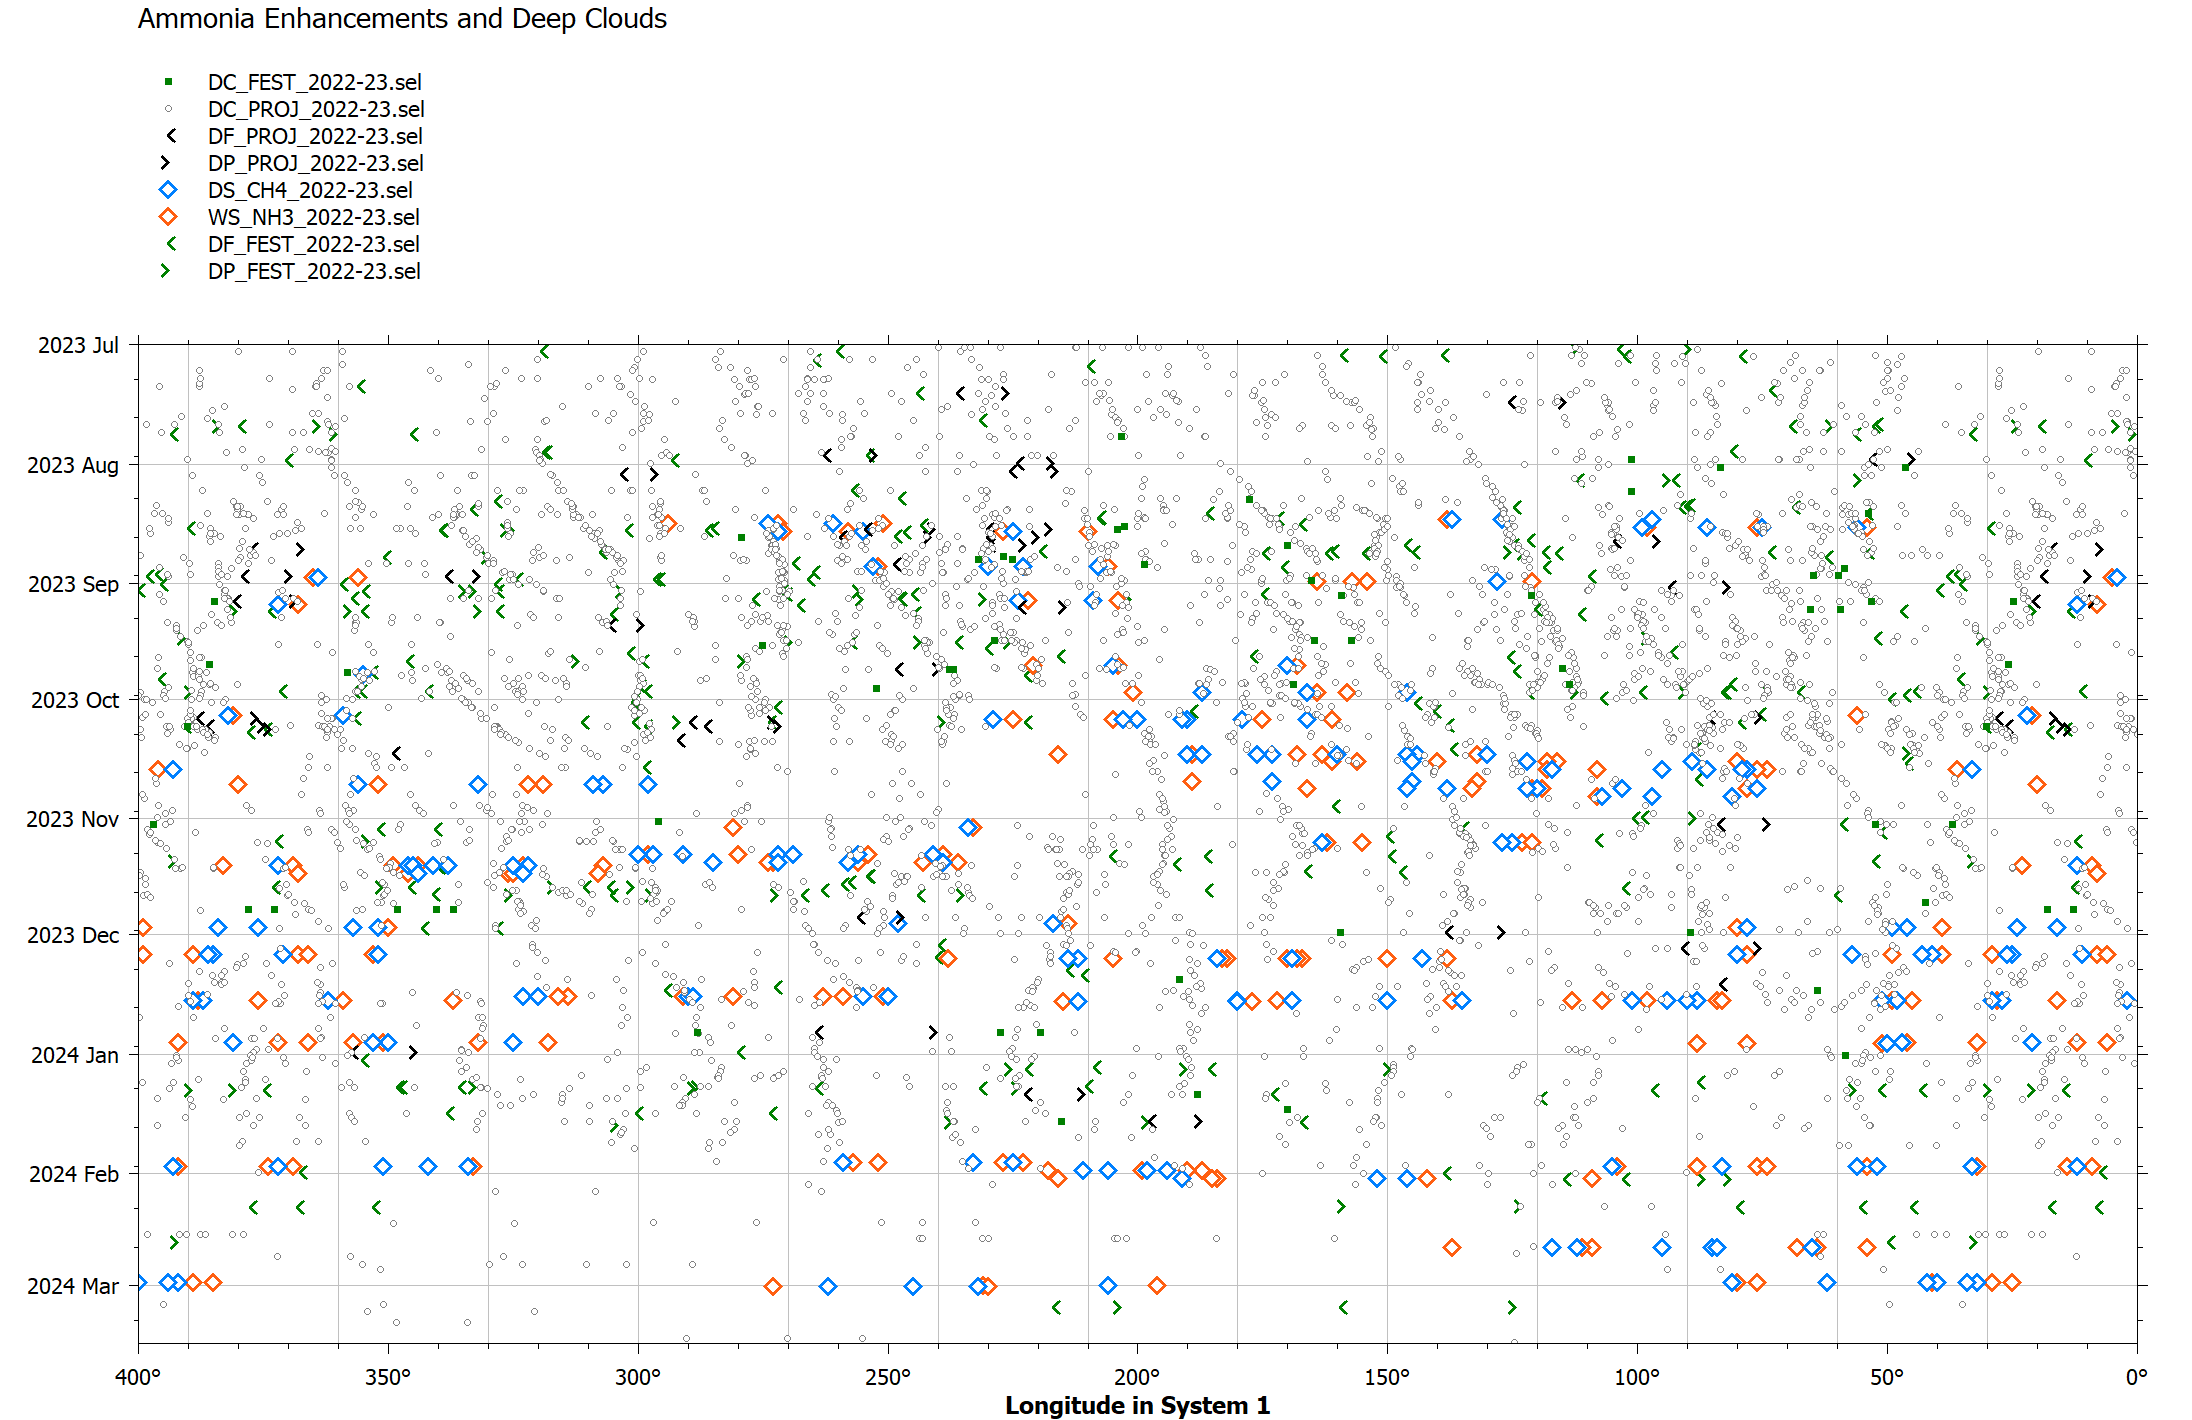 Ammonia Enhancements and Deep Clouds
DC_FEST_2022-23.sel
DC_PROJ_2022-23.sel
DF_PROJ_2022-23.sel
DP_PROJ_2022-23.sel
DS_CH4_2022-23.sel
WS_NH3_2022-23.sel
DF_FEST_2022-23.sel
DP_FEST_2022-23.sel
2023 Jul
2023 Aug
2023 Sep
2023 Oct
2023 Nov
2023 Dec
2024 Jan
2024 Feb
2024 Mar
400° 350° 300° 250° 200° 150° 100° 50° 0°
Longitude in System 1